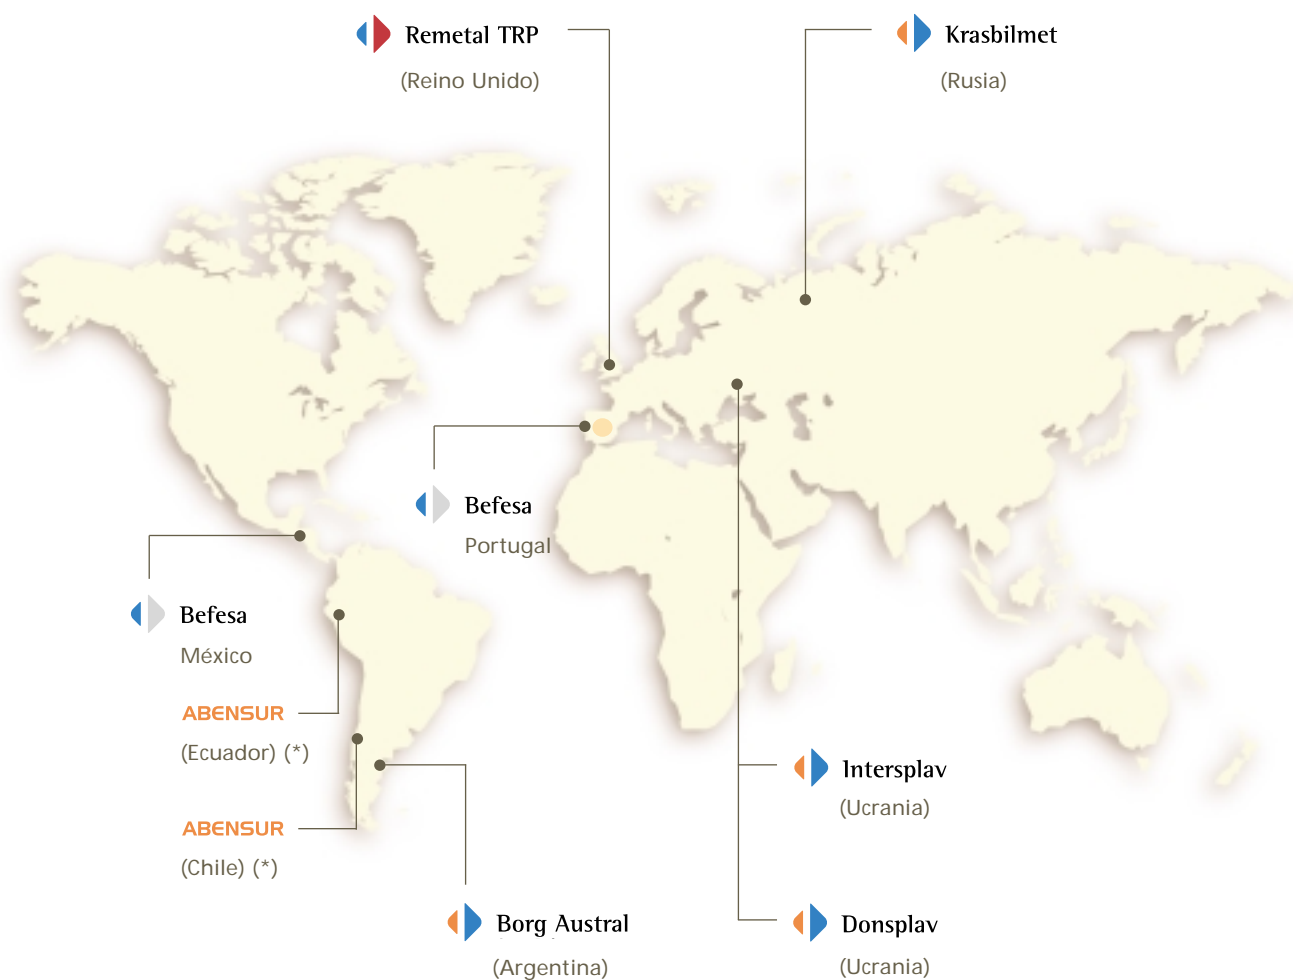 Remetal TRP
(Reino Unido)
Krasbilmet
(Rusia)
Befesa
Portugal
Befesa
México
ABENSUR
(Ecuador) (*)
ABENSUR
(Chile) (*)
Intersplav
(Ucrania)
Borg Austral
(Argentina)
Donsplav
(Ucrania)